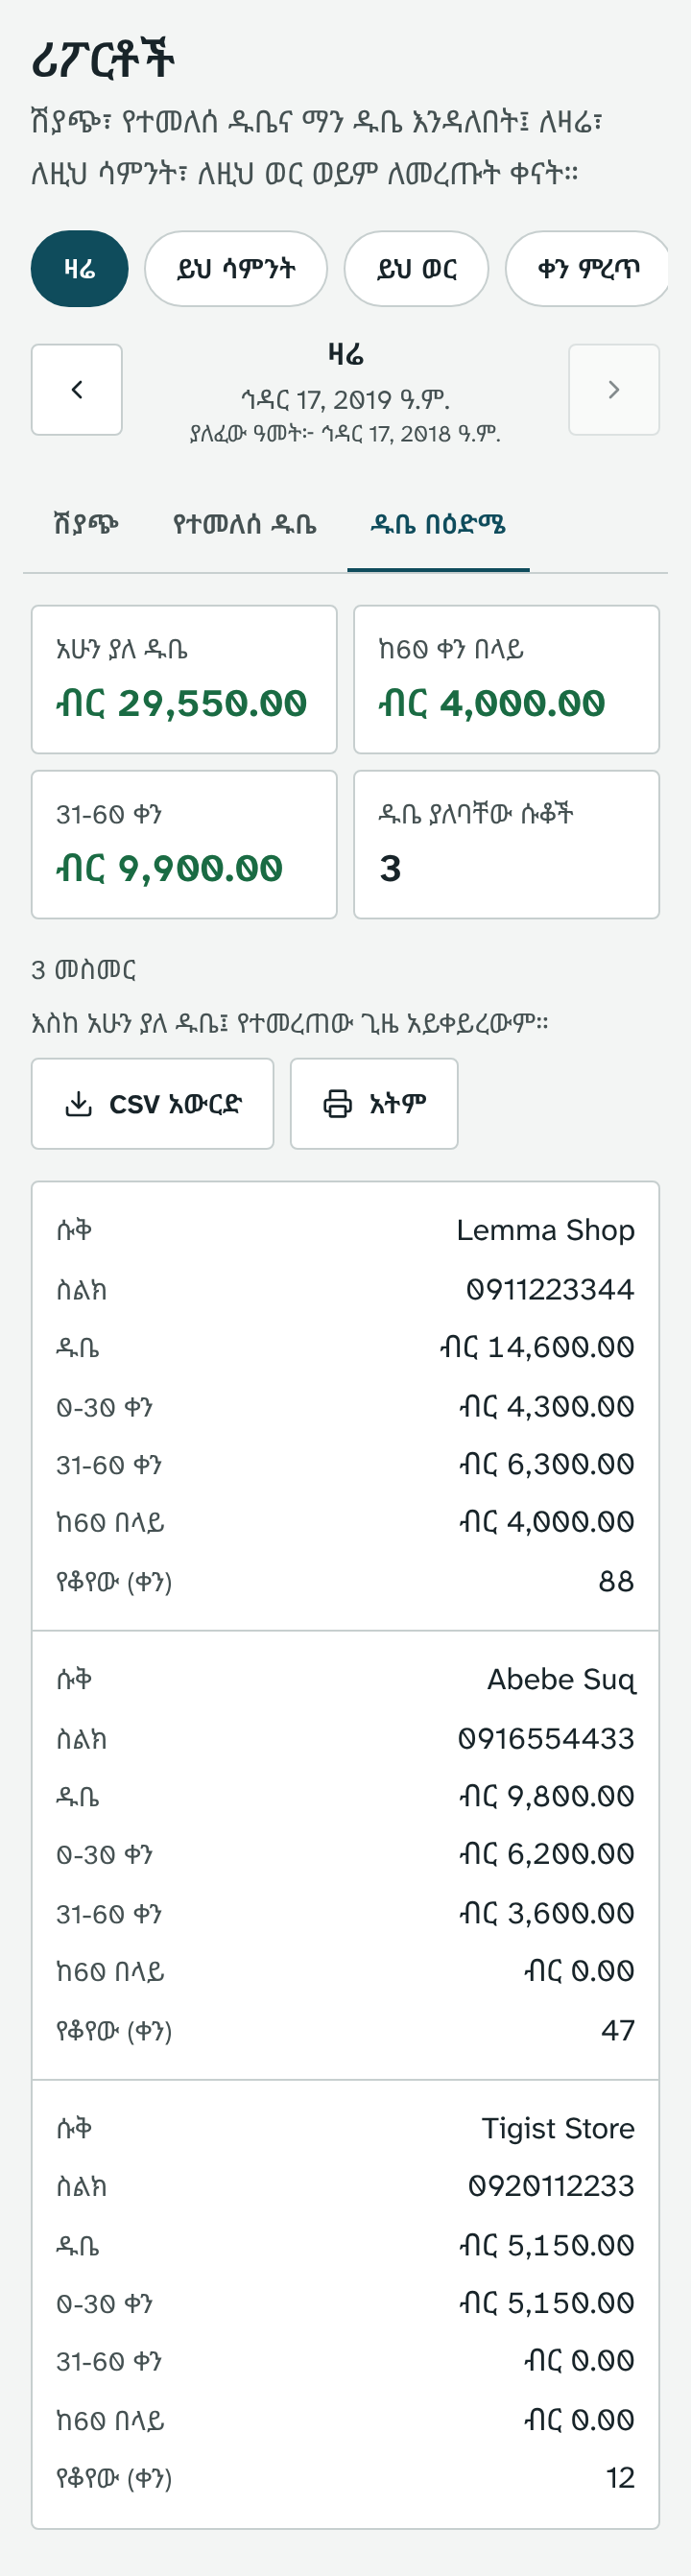 ሪፖርቶች
ሽያጭ፣ የተመለሰ ዱቤና ማን ዱቤ እንዳለበት፤ ለዛሬ፣
ለዚህ ሳምንት፣ ለዚህ ወር ወይም ለመረጡት ቀናት።
ዛሬ ይህ ሳምንት ይህ ወር ቀን ምረጥ
ዛሬ
ኅዳር 17, 2019 ዓ.ም.
ያለፈው ዓመት፦ ኅዳር 17, 2018 ዓ.ም.
ሽያጭ የተመለሰ ዱቤ ዱቤ በዕድሜ
አሁን ያለ ዱቤ ከ60 ቀን በላይ
ብር 29,550.00 ብር 4,000.00
31-60 ቀን ዱቤ ያለባቸው ሱቆች
ብር 9,900.00 3
3 መስመር
እስከ አሁን ያለ ዱቤ፤ የተመረጠው ጊዜ አይቀይረውም።
CSV አውርድ አትም
ሱቅ Lemma Shop
ስልክ 0911223344
ዱቤ ብር 14,600.00
0-30 ቀን ብር 4,300.00
31-60 ቀን ብር 6,300.00
ከ60 በላይ ብር 4,000.00
የቆየው (ቀን) 88
ሱቅ Abebe Suq
ስልክ 0916554433
ዱቤ ብር 9,800.00
0-30 ቀን ብር 6,200.00
31-60 ቀን ብር 3,600.00
ከ60 በላይ ብር 0.00
የቆየው (ቀን) 47
ሱቅ Tigist Store
ስልክ 0920112233
ዱቤ ብር 5,150.00
0-30 ቀን ብር 5,150.00
31-60 ቀን ብር 0.00
ከ60 በላይ ብር 0.00
የቆየው (ቀን) 12